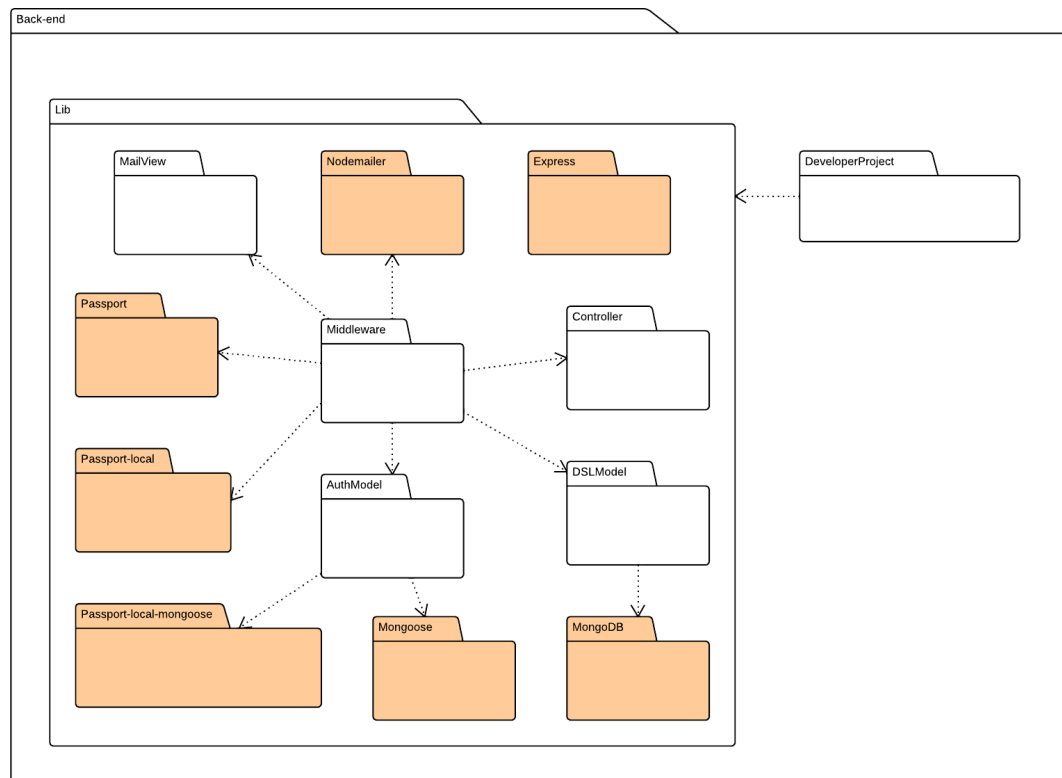 Back-end
Lib
MailView
Nodemailer
Express
DeveloperProject
Passport
Middleware
Controller
Passport-local
AuthModel
DSLModel
Passport-local-mongoose
Mongoose
MongoDB